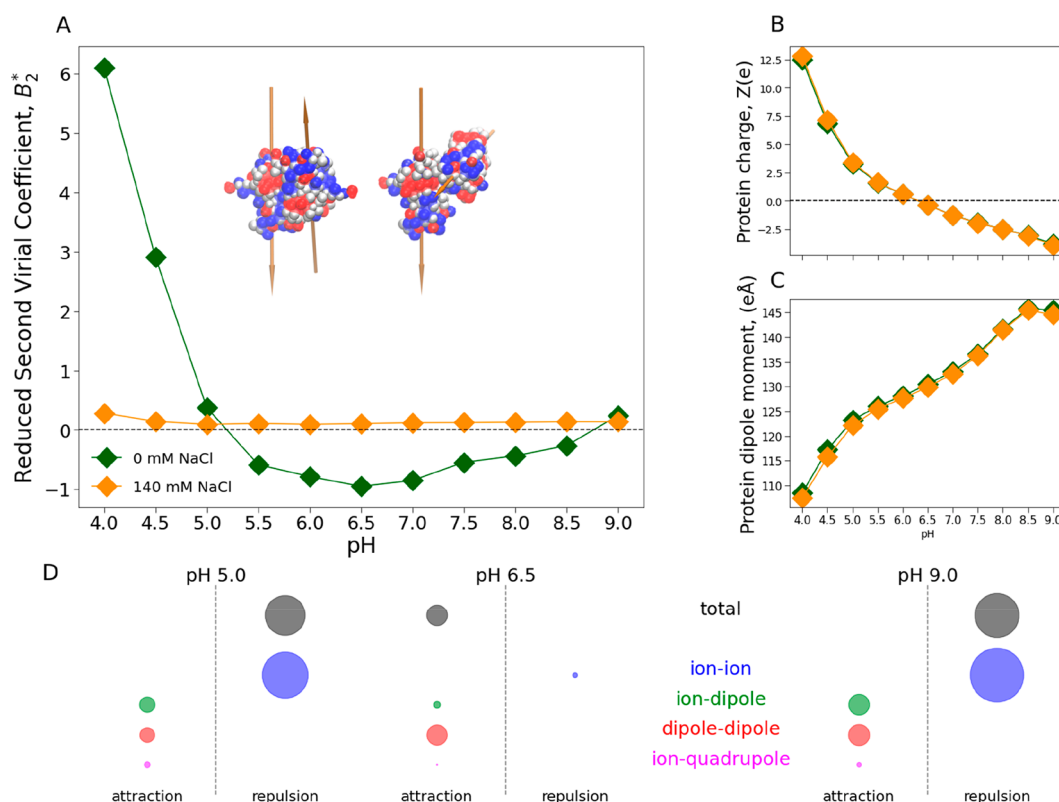 A
Reduced Second Virial Coefficient, B₂*
6
5
4
3
2
1
0
−1
0 mM NaCl
140 mM NaCl
4.0 4.5 5.0 5.5 6.0 6.5 7.0 7.5 8.0 8.5 9.0
pH
B
Protein charge, Z(e)
12.5
10.0
7.5
5.0
2.5
0.0
−2.5
C
Protein dipole moment, (eÅ)
145
140
135
130
125
120
115
110
4.0 4.5 5.0 5.5 6.0 6.5 7.0 7.5 8.0 8.5 9.0
pH
D
pH 5.0 pH 6.5 pH 9.0
total
ion-ion
ion-dipole
dipole-dipole
ion-quadrupole
attraction repulsion attraction repulsion attraction repulsion